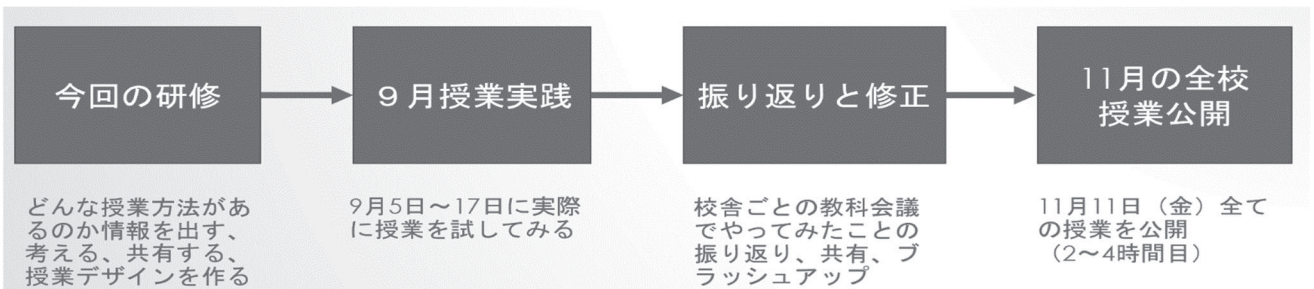 今回の研修
９月授業実践
振り返りと修正
11月の全校
授業公開
どんな授業方法があ
るのか情報を出す、
考える、共有する、
授業デザインを作る
9月5日～17日に実際
に授業を試してみる
校舎ごとの教科会議
でやってみたことの
振り返り、共有、ブ
ラッシュアップ
11月11日（金）全て
の授業を公開
（2～4時間目）